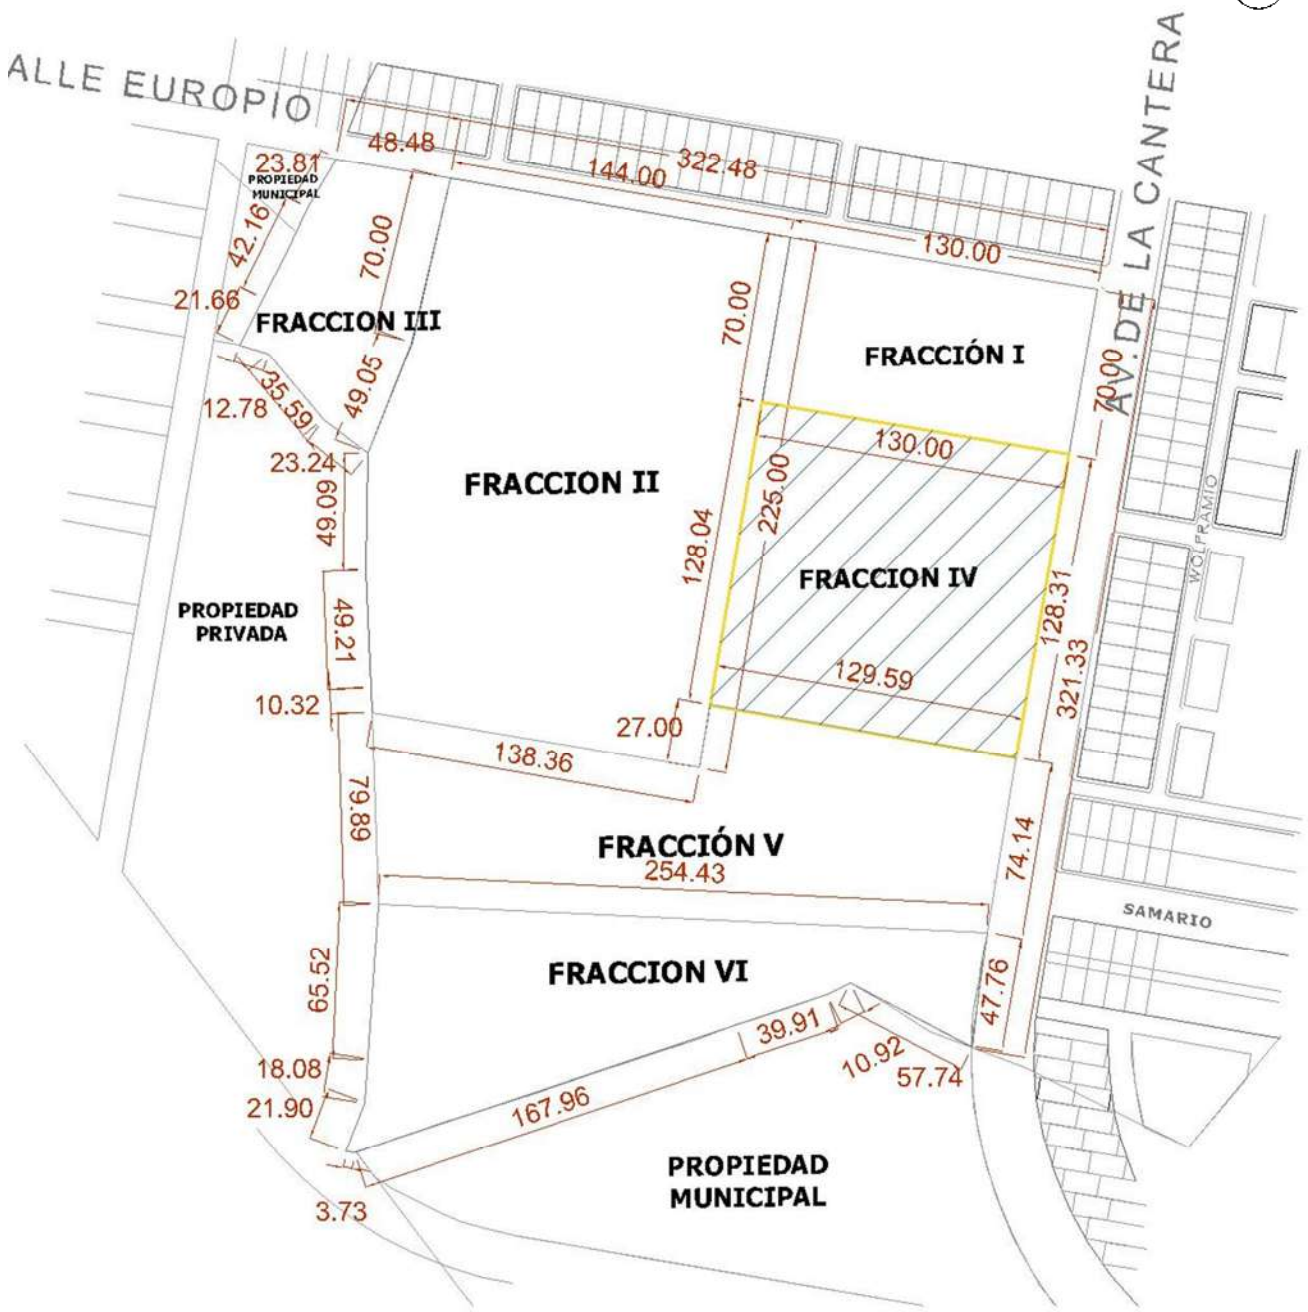 ALLE EUROPIO
AV. DE LA CANTERA
48.48
322.48
144.00
130.00
23.81
PROPIEDAD
MUNICIPAL
42.16
70.00
21.66
FRACCION III
70.00
FRACCIÓN I
70.00
49.05
35.59
12.78
23.24
130.00
49.09
FRACCION II
225.00
WOLFRAMIO
128.04
FRACCION IV
128.31
PROPIEDAD
PRIVADA
49.21
129.59
321.33
10.32
27.00
138.36
79.89
FRACCIÓN V
254.43
74.14
SAMARIO
65.52
FRACCION VI
47.76
39.91
10.92
57.74
18.08
21.90
167.96
PROPIEDAD
MUNICIPAL
3.73